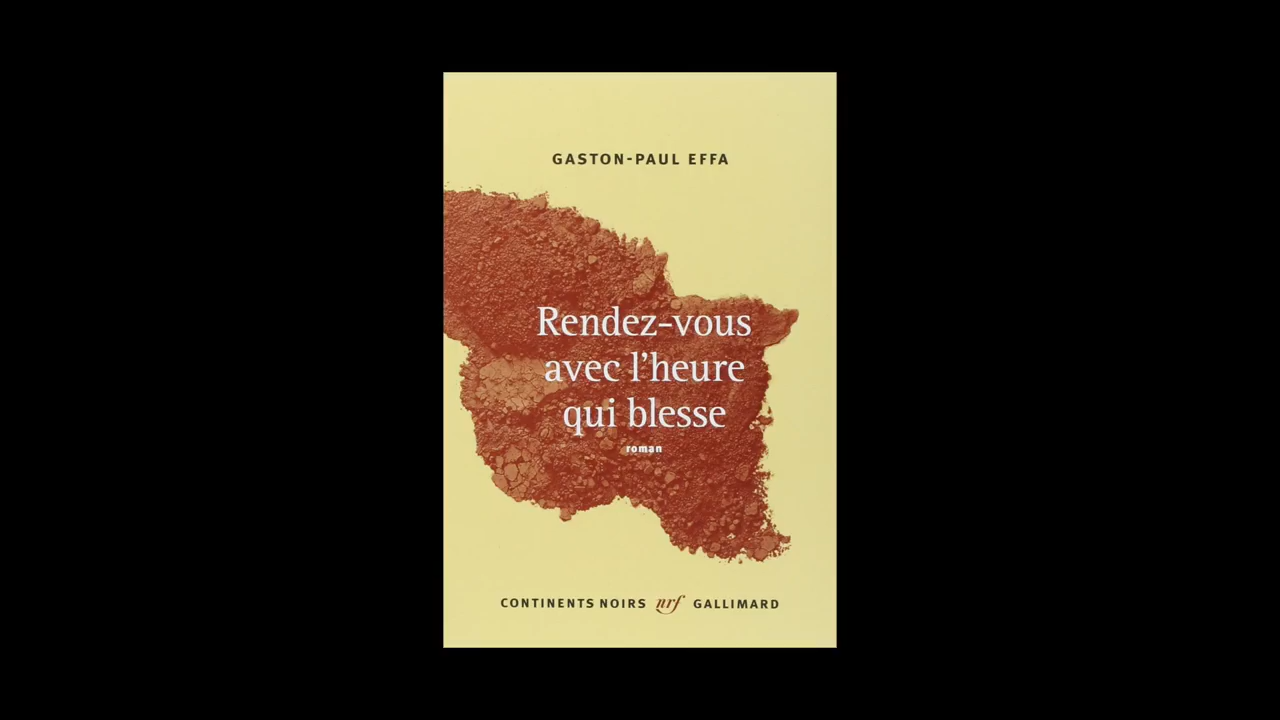 GASTON-PAUL EFFA
Rendez-vous
avec l'heure
qui blesse
roman
CONTINENTS NOIRS nrf GALLIMARD